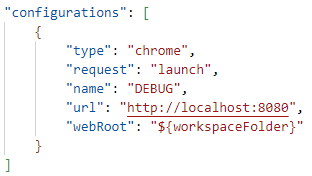 "configurations": [
    {
        "type": "chrome",
        "request": "launch",
        "name": "DEBUG",
        "url": "http://localhost:8080",
        "webRoot": "${workspaceFolder}"
    }
]